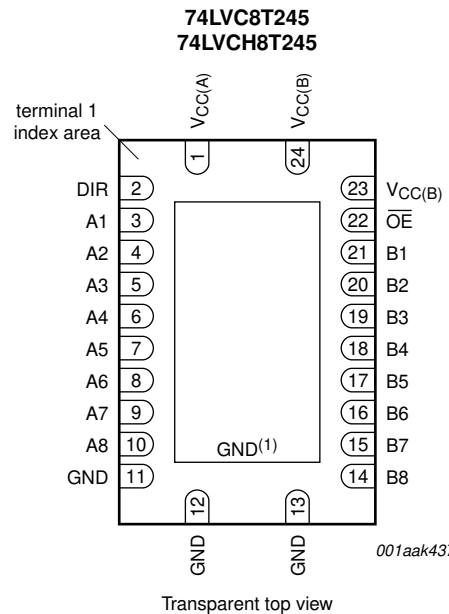 74LVC8T245
74LVCH8T245
VCC(A)
VCC(B)
terminal 1
index area
1
24
DIR 2
23 VCC(B)
A1 3
22 OE
A2 4
21 B1
A3 5
20 B2
A4 6
19 B3
A5 7
18 B4
A6 8
17 B5
A7 9
16 B6
A8 10
15 B7
GND(1)
GND 11
14 B8
12
13
GND
GND
001aak437
Transparent top view